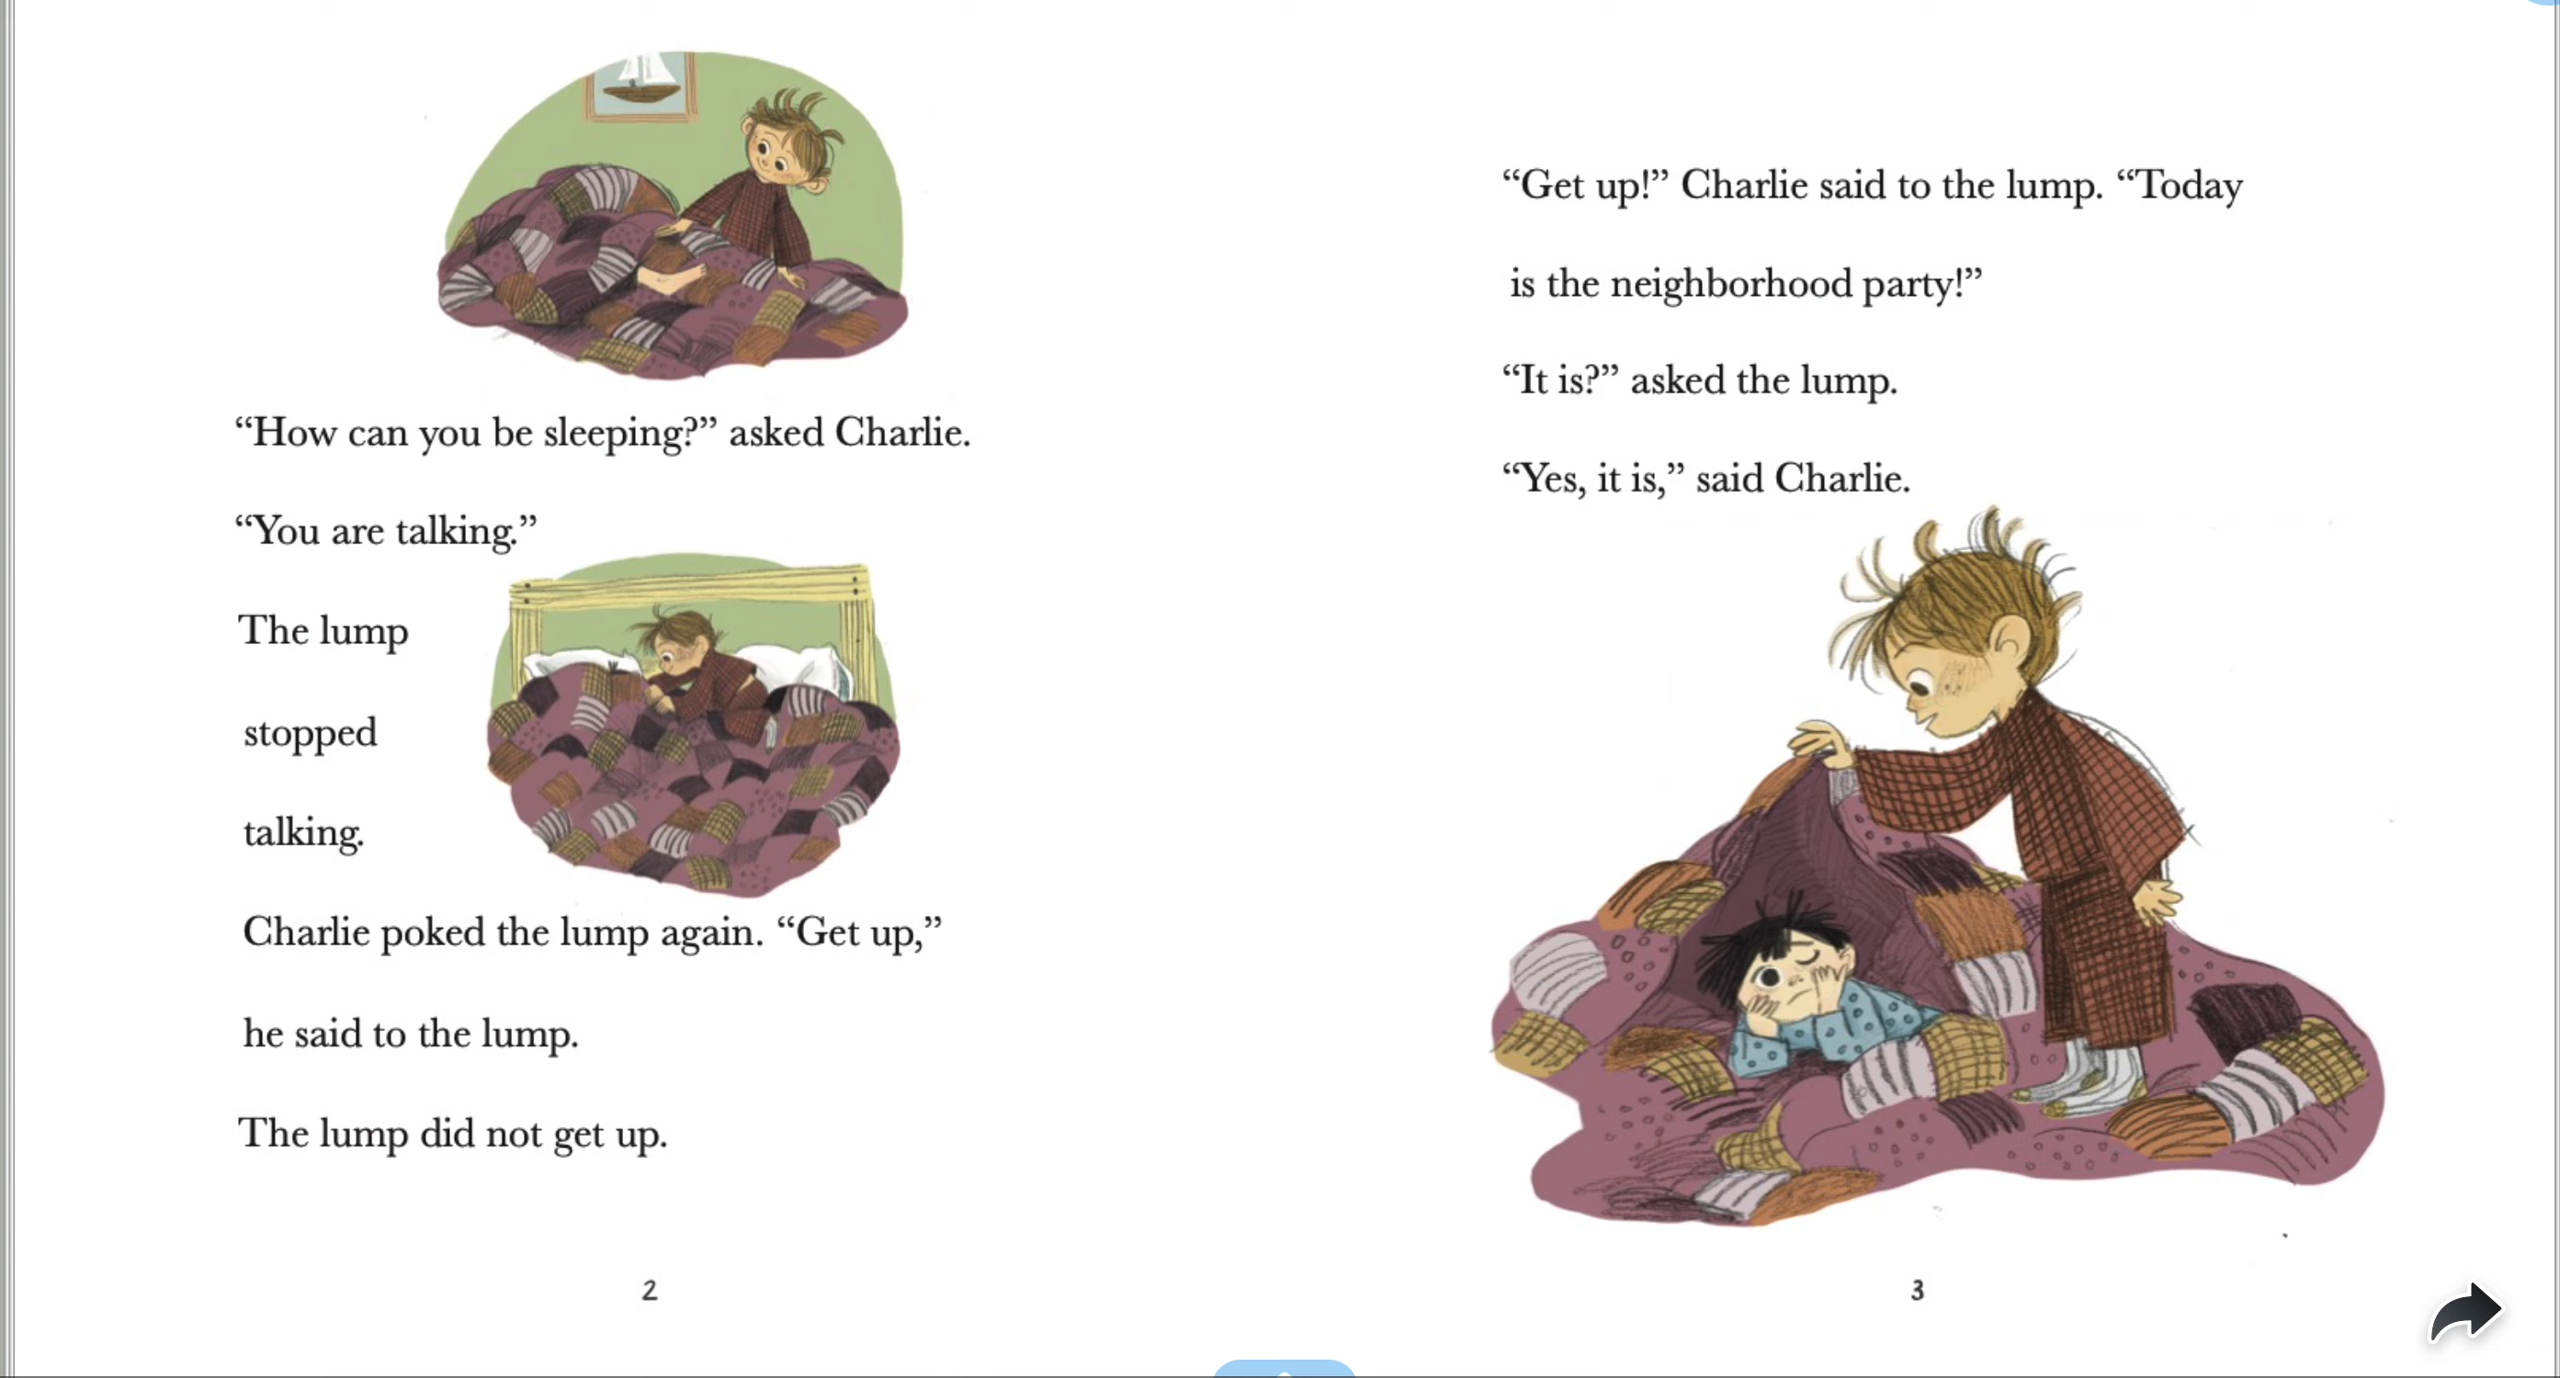 “How can you be sleeping?” asked Charlie.
“You are talking.”
The lump
stopped
talking.
Charlie poked the lump again. “Get up,”
he said to the lump.
The lump did not get up.
2
“Get up!” Charlie said to the lump. “Today
is the neighborhood party!”
“It is?” asked the lump.
“Yes, it is,” said Charlie.
3